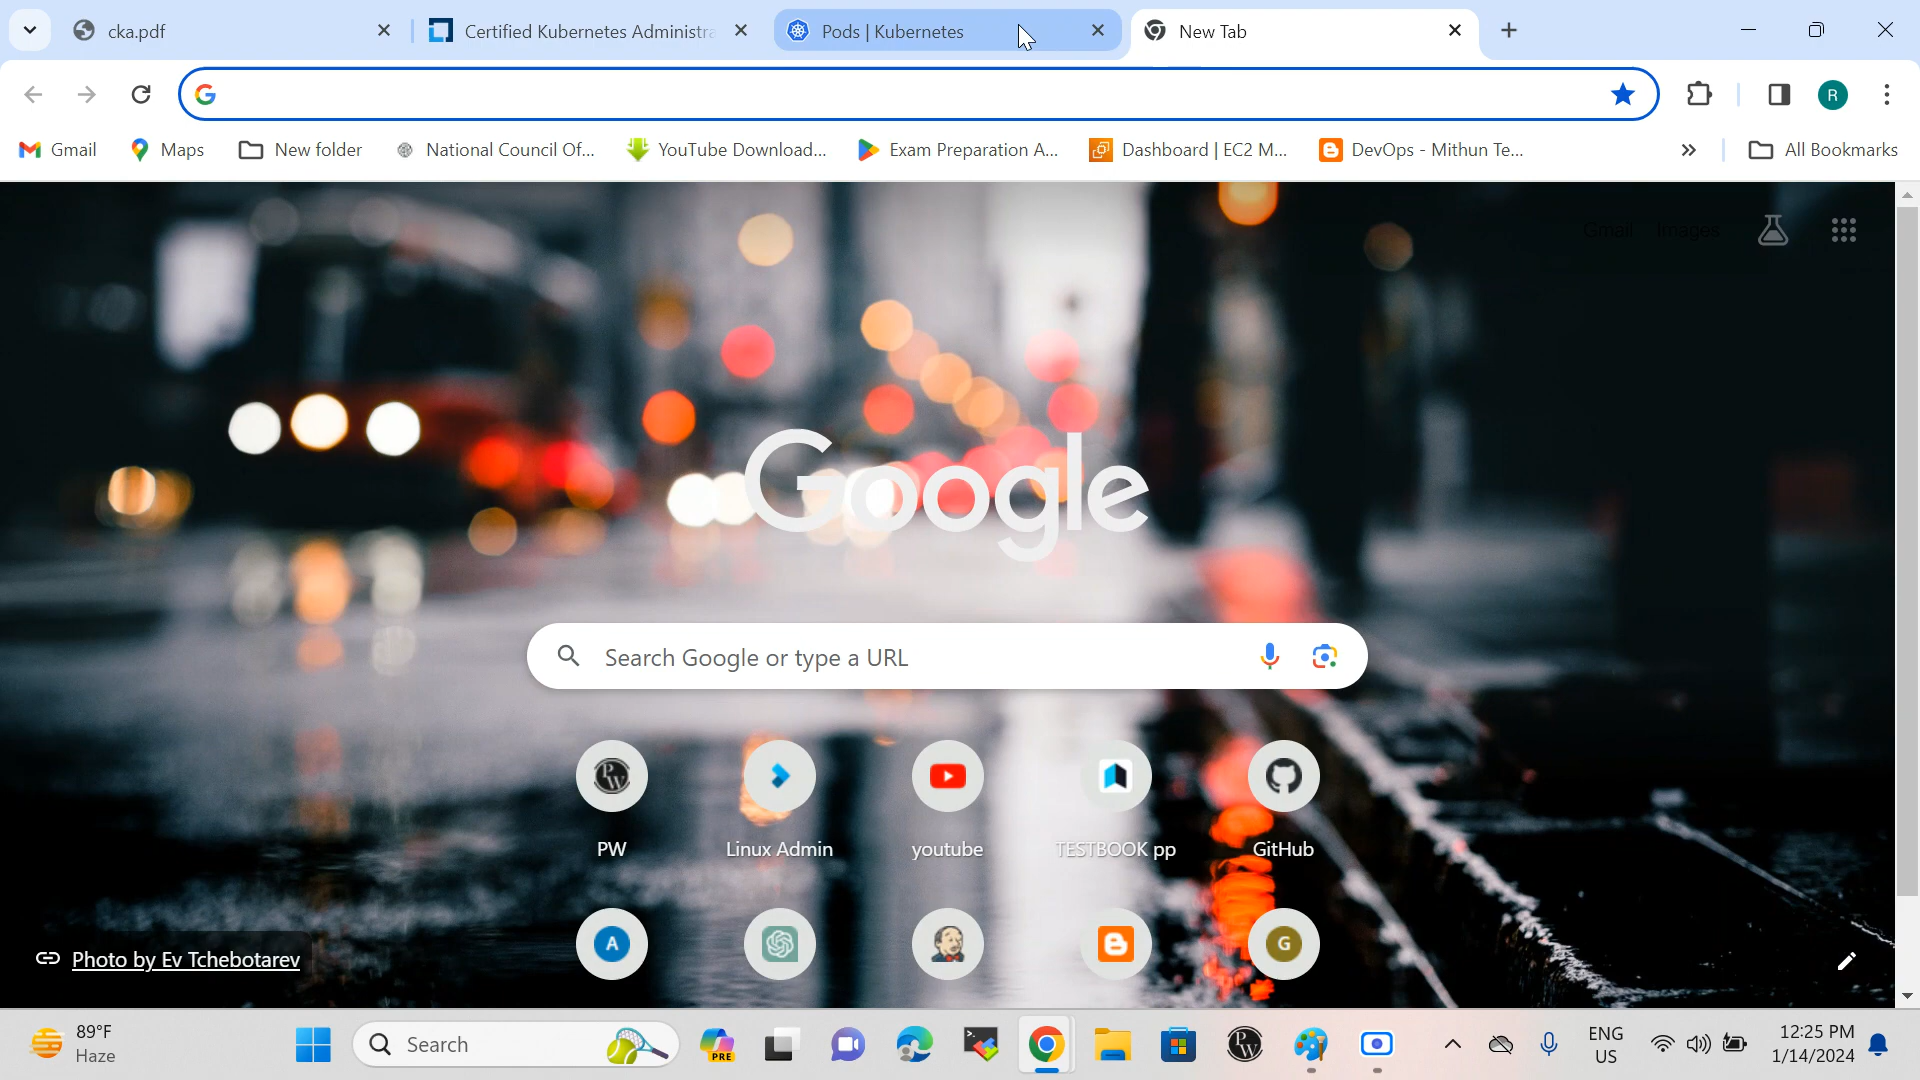 cka.pdf
Certified Kubernetes Administra
Pods | Kubernetes
New Tab
R
Gmail
Maps
New folder
National Council Of...
YouTube Download...
Exam Preparation A...
Dashboard | EC2 M...
DevOps - Mithun Te...
»
All Bookmarks
Gmail
Images
Google
Search Google or type a URL
PW
Linux Admin
youtube
TESTBOOK pp
GitHub
A
G
Photo by Ev Tchebotarev
89°F
Haze
Search
PRE
ENG
US
12:25 PM
1/14/2024